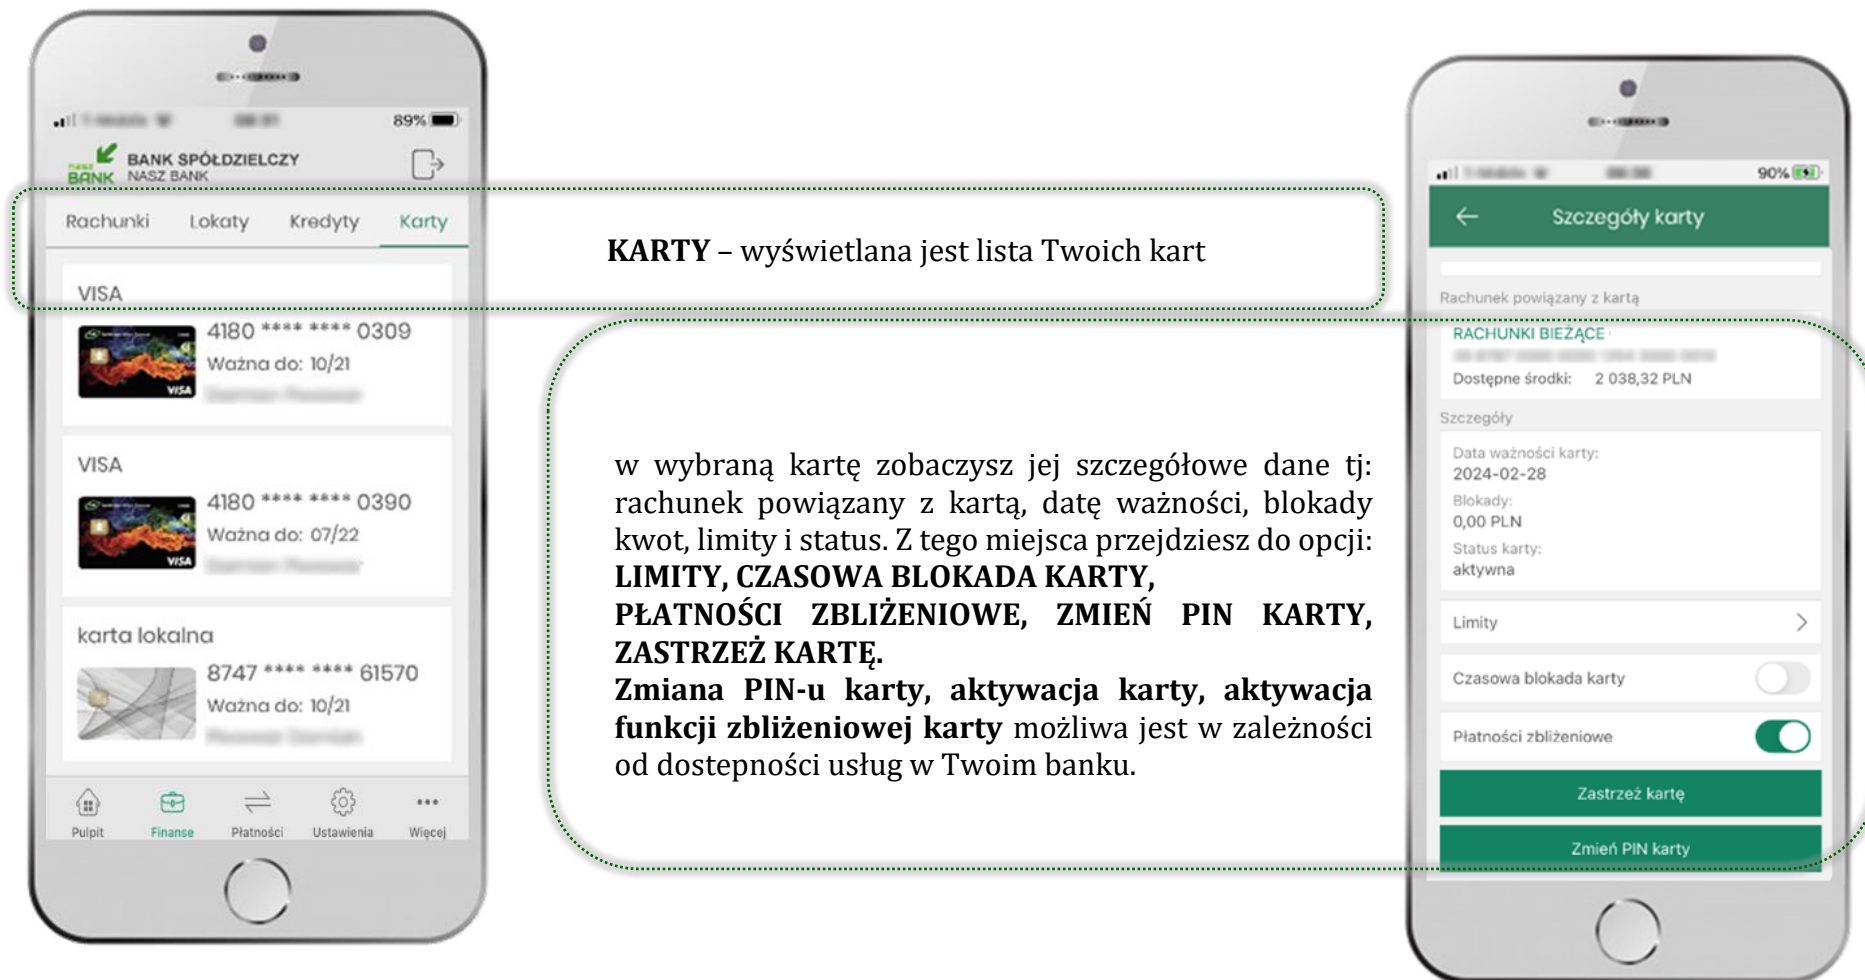 89%
nasz BANK BANK SPÓŁDZIELCZY
NASZ BANK
Rachunki Lokaty Kredyty Karty
VISA
4180 **** **** 0309
Ważna do: 10/21
VISA
VISA
4180 **** **** 0390
Ważna do: 07/22
VISA
karta lokalna
8747 **** **** 61570
Ważna do: 10/21
Pulpit Finanse Płatności Ustawienia Więcej
KARTY – wyświetlana jest lista Twoich kart
w wybraną kartę zobaczysz jej szczegółowe dane tj:
rachunek powiązany z kartą, datę ważności, blokady
kwot, limity i status. Z tego miejsca przejdziesz do opcji:
LIMITY, CZASOWA BLOKADA KARTY,
PŁATNOŚCI ZBLIŻENIOWE, ZMIEŃ PIN KARTY,
ZASTRZEŻ KARTĘ.
Zmiana PIN-u karty, aktywacja karty, aktywacja
funkcji zbliżeniowej karty możliwa jest w zależności
od dostepności usług w Twoim banku.
90%
Szczegóły karty
Rachunek powiązany z kartą
RACHUNKI BIEŻĄCE
Dostępne środki: 2 038,32 PLN
Szczegóły
Data ważności karty:
2024-02-28
Blokady:
0,00 PLN
Status karty:
aktywna
Limity
Czasowa blokada karty
Płatności zbliżeniowe
Zastrzeż kartę
Zmień PIN karty